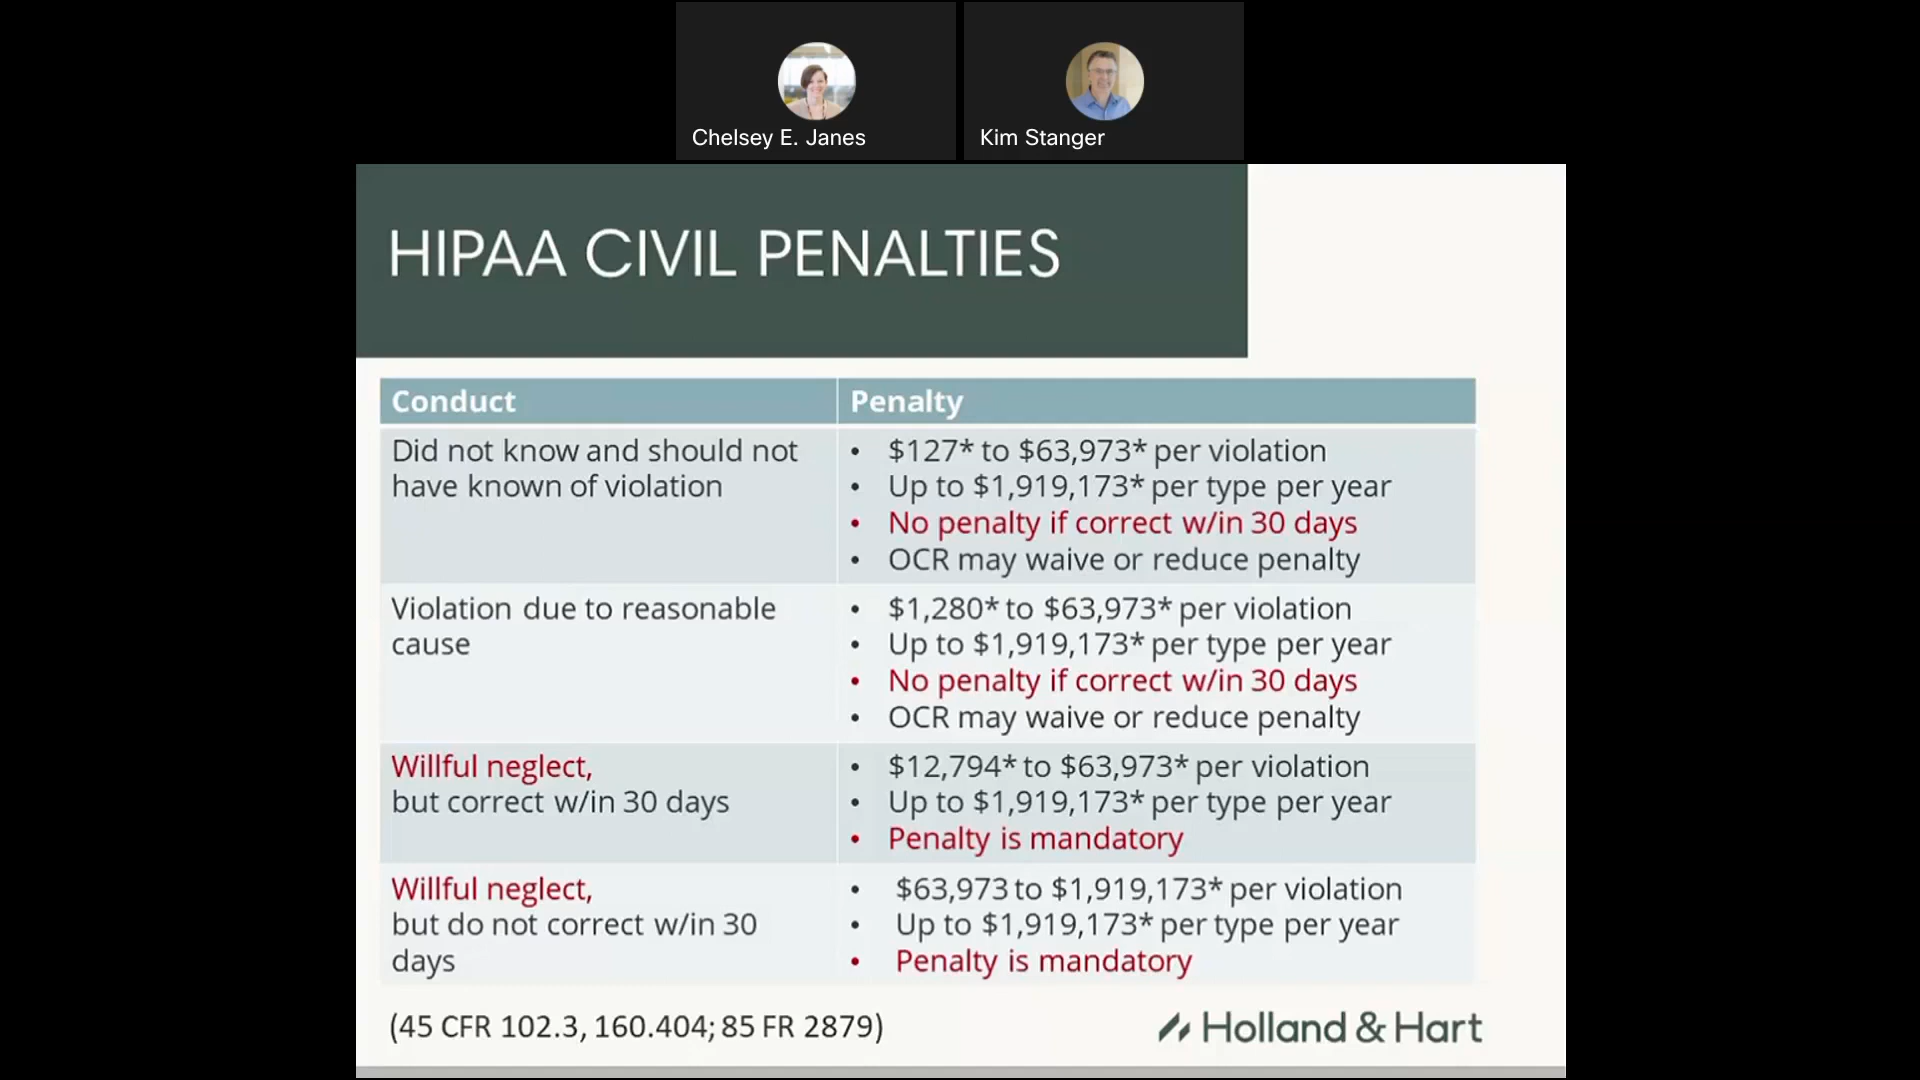 Chelsey E. Janes
Kim Stanger
HIPAA CIVIL PENALTIES
Conduct
Penalty
Did not know and should not
have known of violation
• $127* to $63,973* per violation
• Up to $1,919,173* per type per year
• No penalty if correct w/in 30 days
• OCR may waive or reduce penalty
Violation due to reasonable
cause
• $1,280* to $63,973* per violation
• Up to $1,919,173* per type per year
• No penalty if correct w/in 30 days
• OCR may waive or reduce penalty
Willful neglect,
but correct w/in 30 days
• $12,794* to $63,973* per violation
• Up to $1,919,173* per type per year
• Penalty is mandatory
Willful neglect,
but do not correct w/in 30
days
• $63,973 to $1,919,173* per violation
• Up to $1,919,173* per type per year
• Penalty is mandatory
(45 CFR 102.3, 160.404; 85 FR 2879)
Holland & Hart